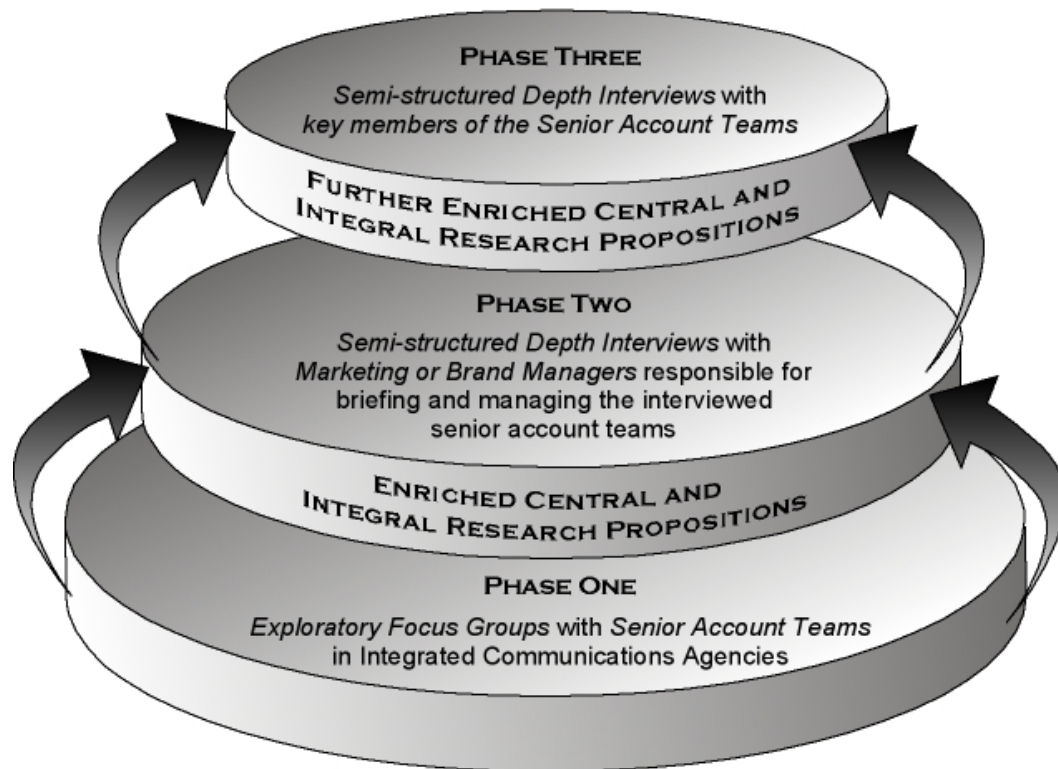 PHASE THREE
Semi-structured Depth Interviews with
key members of the Senior Account Teams
FURTHER ENRICHED CENTRAL AND
INTEGRAL RESEARCH PROPOSITIONS
PHASE TWO
Semi-structured Depth Interviews with
Marketing or Brand Managers responsible for
briefing and managing the interviewed
senior account teams
ENRICHED CENTRAL AND
INTEGRAL RESEARCH PROPOSITIONS
PHASE ONE
Exploratory Focus Groups with Senior Account Teams
in Integrated Communications Agencies